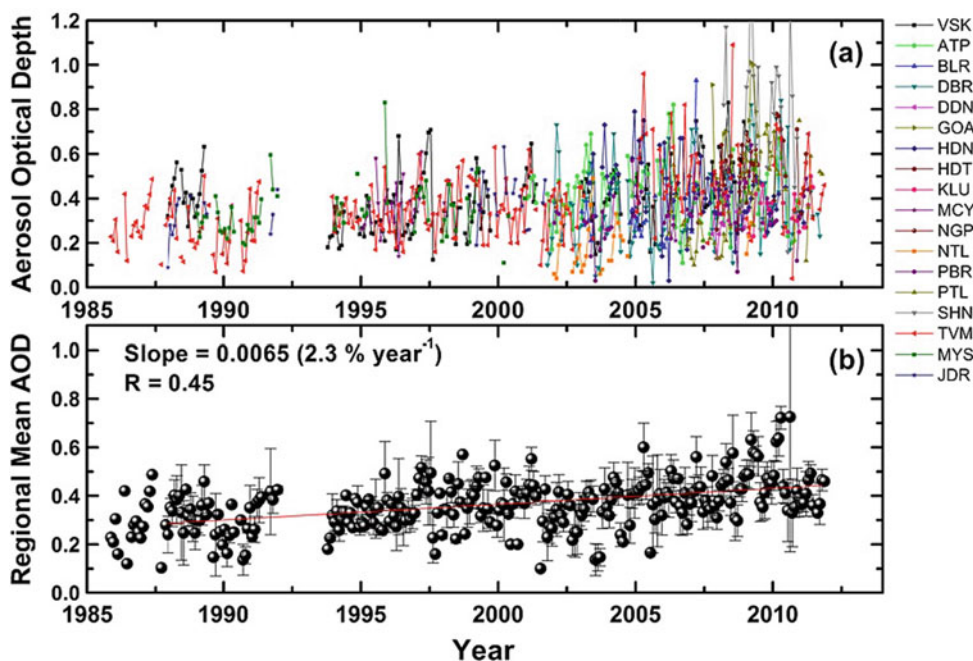 1.2
1.0
0.8
0.6
0.4
0.2
0.0
Aerosol Optical Depth
(a)
1985 1990 1995 2000 2005 2010
VSK
ATP
BLR
DBR
DDN
GOA
HDN
HDT
KLU
MCY
NGP
NTL
PBR
PTL
SHN
TVM
MYS
JDR
1.0
0.8
0.6
0.4
0.2
0.0
Regional Mean AOD
Slope = 0.0065 (2.3 % year⁻¹)
R = 0.45
(b)
1985 1990 1995 2000 2005 2010
Year